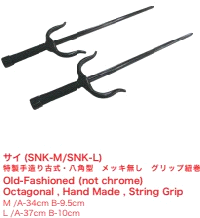 サイ (SNK-M/SNK-L)
特製手造り古式・八角型　メッキ無し　グリップ紐巻
Old-Fashioned (not chrome)
Octagonal , Hand Made , String Grip
M /A-34cm B-9.5cm
L /A-37cm B-10cm